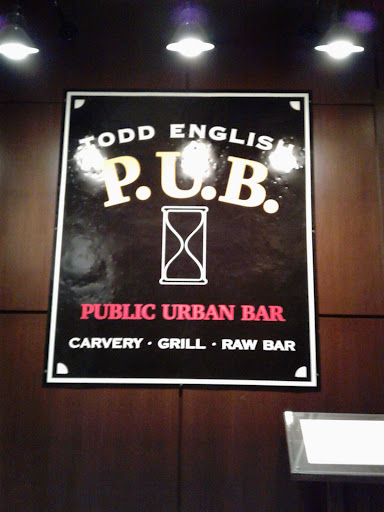 TODD ENGLISH
P.U.B.
PUBLIC URBAN BAR
CARVERY · GRILL · RAW BAR